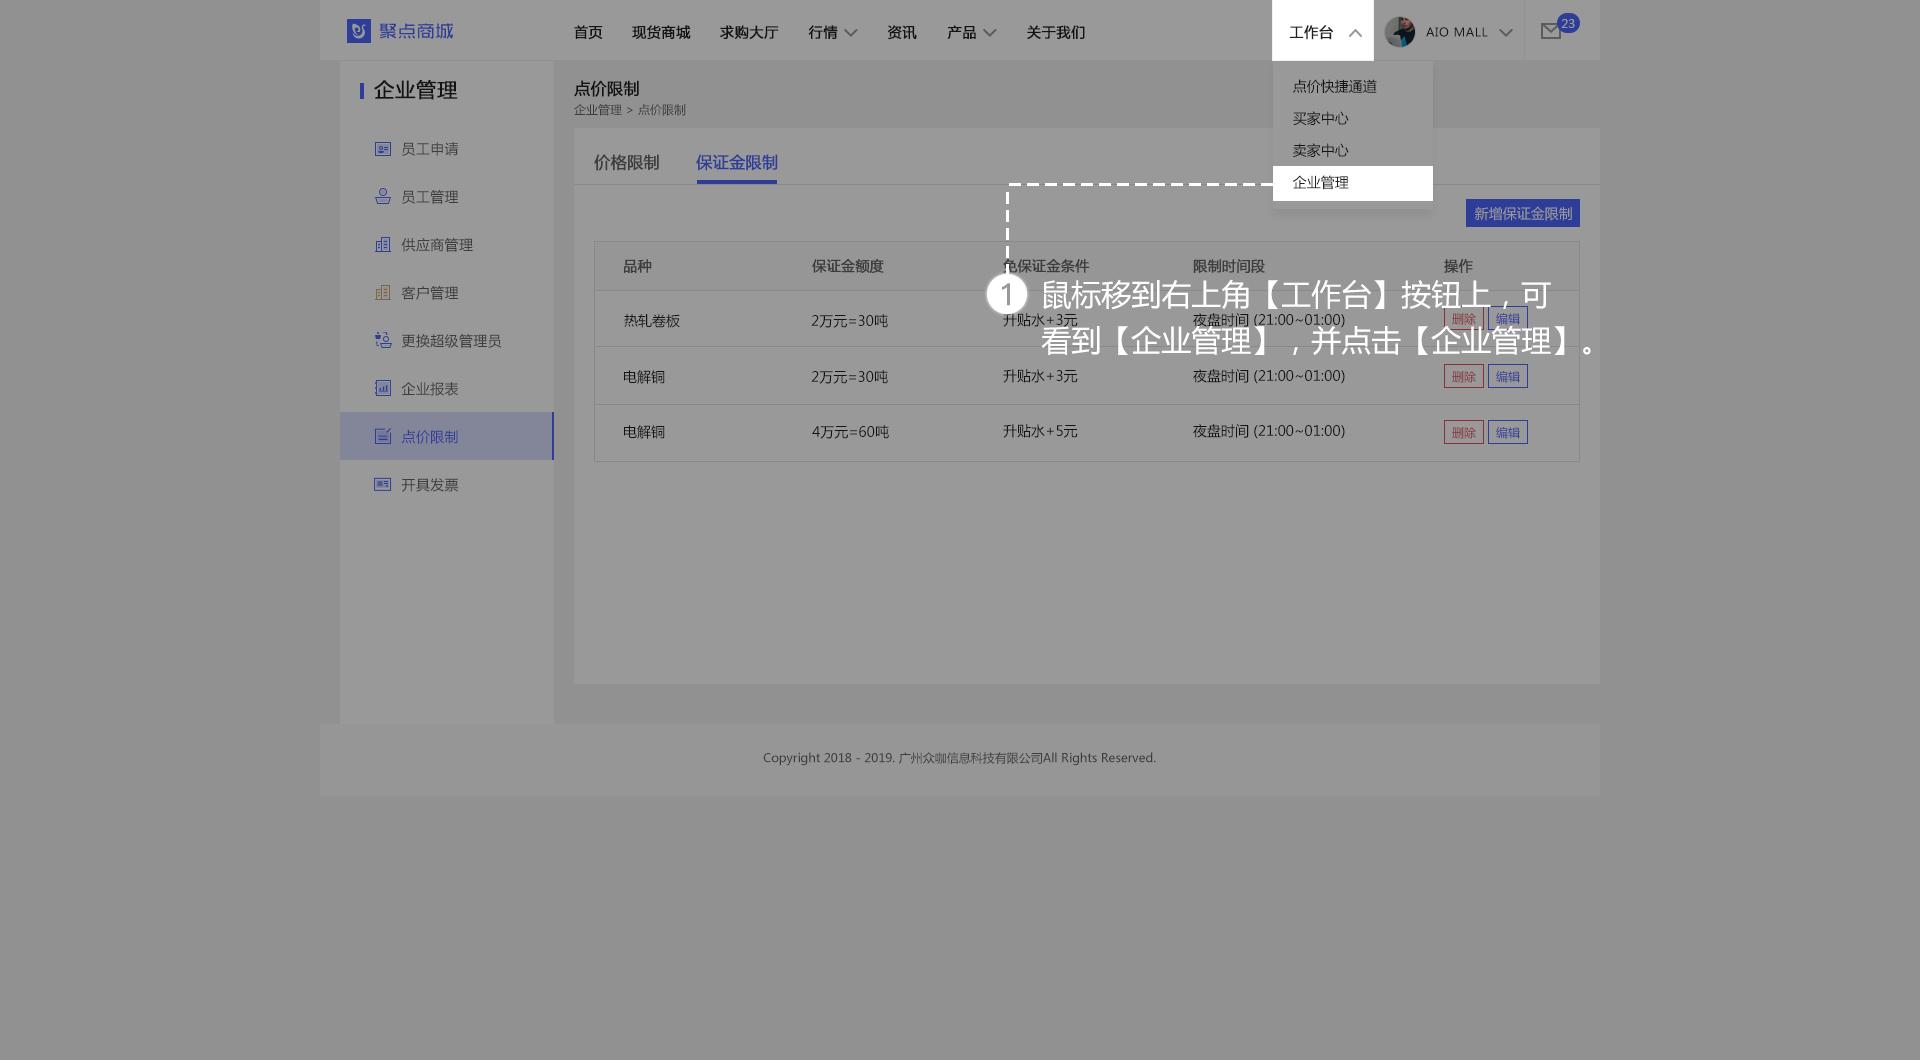 聚点商城
首页 现货商城 求购大厅 行情 资讯 产品 关于我们
工作台
AIO MALL
23
点价快捷通道
买家中心
卖家中心
企业管理
企业管理
员工申请
员工管理
供应商管理
客户管理
更换超级管理员
企业报表
点价限制
开具发票
点价限制
企业管理 > 点价限制
价格限制 保证金限制
新增保证金限制
品种 保证金额度 免保证金条件 限制时间段 操作
热轧卷板 2万元=30吨 升贴水+3元 夜盘时间 (21:00~01:00) 删除 编辑
电解铜 2万元=30吨 升贴水+3元 夜盘时间 (21:00~01:00) 删除 编辑
电解铜 4万元=60吨 升贴水+5元 夜盘时间 (21:00~01:00) 删除 编辑
1 鼠标移到右上角【工作台】按钮上，可
看到【企业管理】，并点击【企业管理】。
Copyright 2018 - 2019. 广州众咖信息科技有限公司All Rights Reserved.